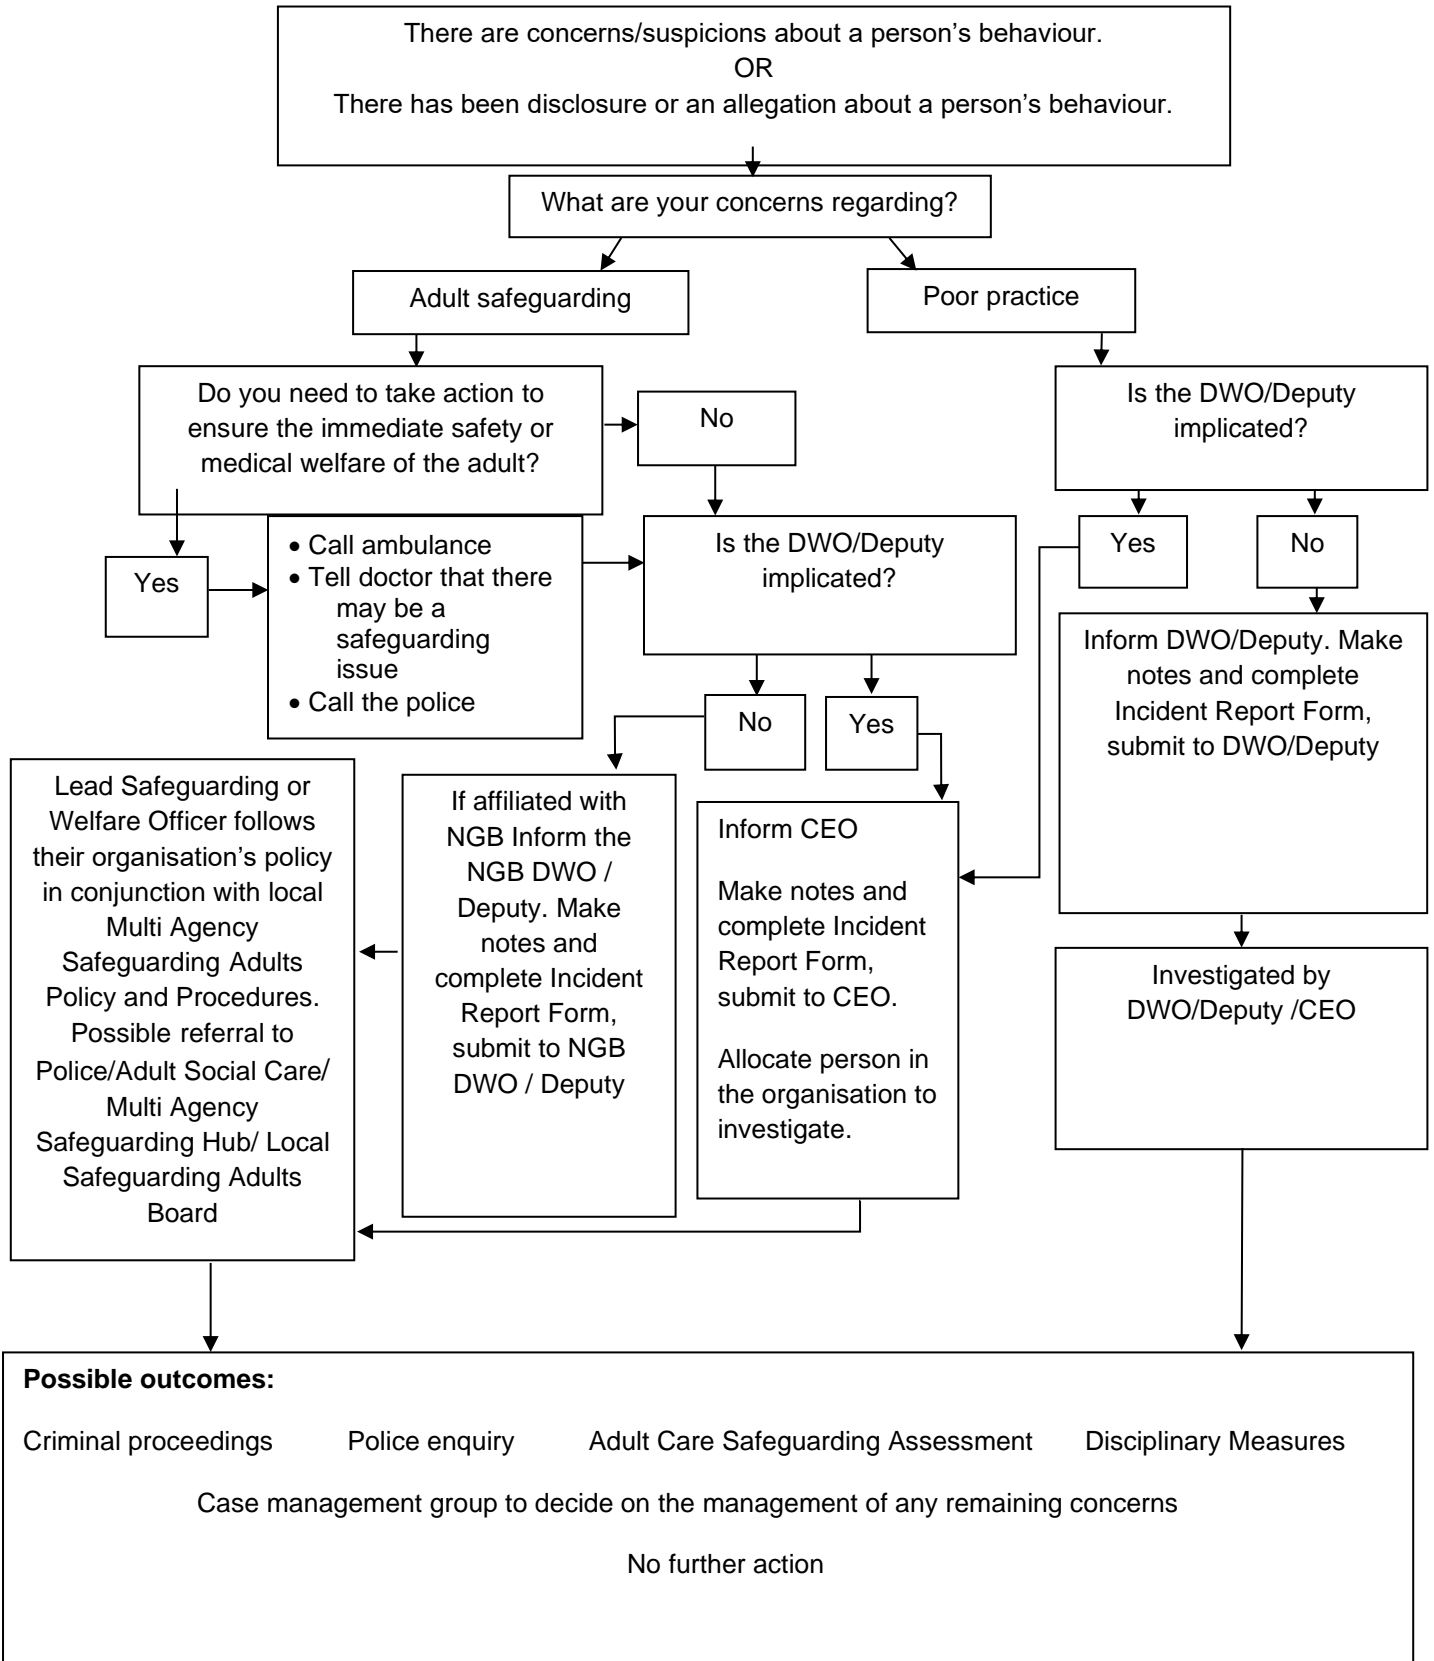 There are concerns/suspicions about a person’s behaviour.
OR
There has been disclosure or an allegation about a person’s behaviour.
What are your concerns regarding?
Adult safeguarding
Poor practice
Do you need to take action to
ensure the immediate safety or
medical welfare of the adult?
No
Is the DWO/Deputy
implicated?
Yes
• Call ambulance
• Tell doctor that there
may be a
safeguarding
issue
• Call the police
Is the DWO/Deputy
implicated?
Yes
No
No
Yes
Inform DWO/Deputy. Make
notes and complete
Incident Report Form,
submit to DWO/Deputy
Lead Safeguarding or
Welfare Officer follows
their organisation’s policy
in conjunction with local
Multi Agency
Safeguarding Adults
Policy and Procedures.
Possible referral to
Police/Adult Social Care/
Multi Agency
Safeguarding Hub/ Local
Safeguarding Adults
Board
If affiliated with
NGB Inform the
NGB DWO /
Deputy. Make
notes and
complete Incident
Report Form,
submit to NGB
DWO / Deputy
Inform CEO
Make notes and
complete Incident
Report Form,
submit to CEO.
Allocate person in
the organisation to
investigate.
Investigated by
DWO/Deputy /CEO
Possible outcomes:
Criminal proceedings Police enquiry Adult Care Safeguarding Assessment Disciplinary Measures
Case management group to decide on the management of any remaining concerns
No further action